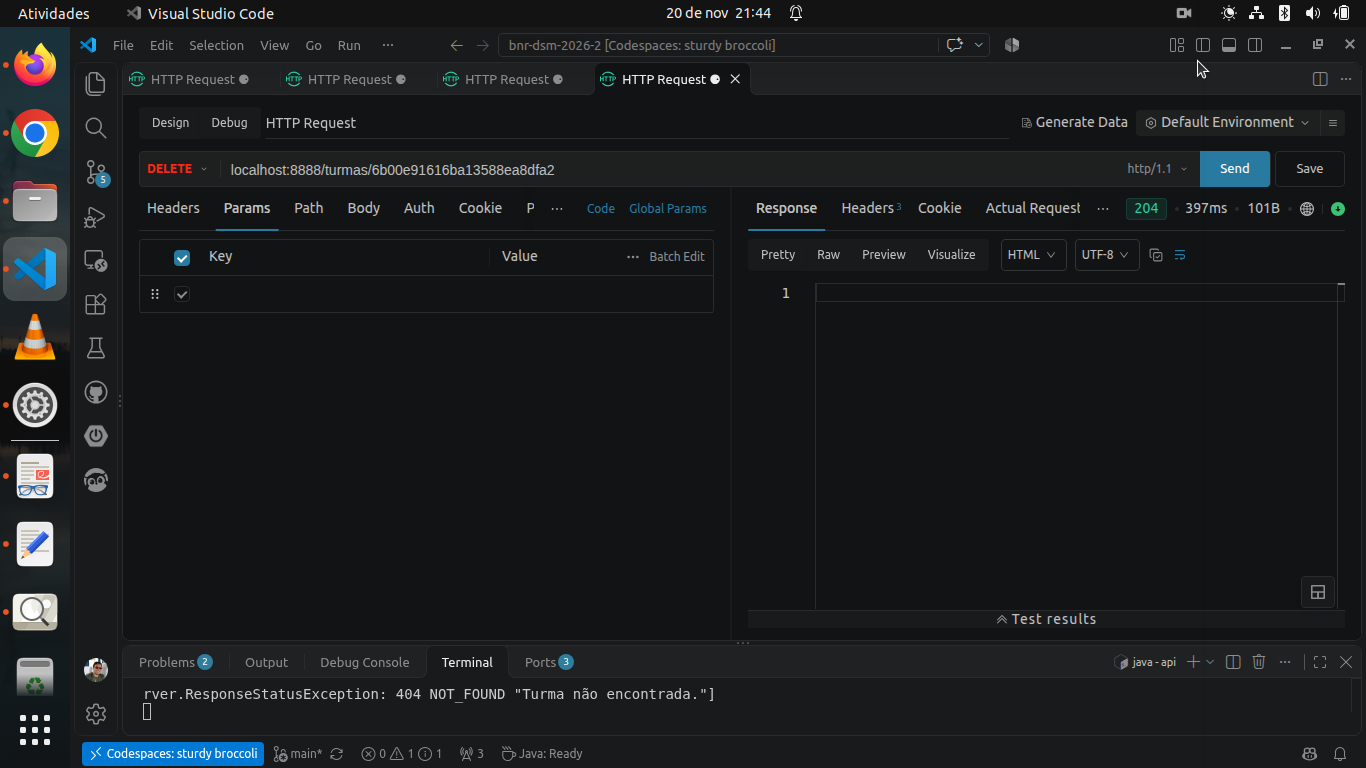 Atividades
Visual Studio Code
20 de nov 21:44
File Edit Selection View Go Run ···
bnr-dsm-2026-2 [Codespaces: sturdy broccoli]
HTTP HTTP Request
HTTP HTTP Request
HTTP HTTP Request
HTTP HTTP Request
Design Debug HTTP Request
Generate Data
Default Environment
DELETE
localhost:8888/turmas/6b00e91616ba13588ea8dfa2
http/1.1
Send
Save
Headers Params Path Body Auth Cookie P ··· Code Global Params
Key Value ··· Batch Edit
Response Headers 3 Cookie Actual Request ··· 204 397ms 101B
Pretty Raw Preview Visualize HTML UTF-8
1
Test results
5
Problems 2 Output Debug Console Terminal Ports 3
java - api
rver.ResponseStatusException: 404 NOT_FOUND "Turma não encontrada."]
Codespaces: sturdy broccoli main* 0 1 1 3 Java: Ready